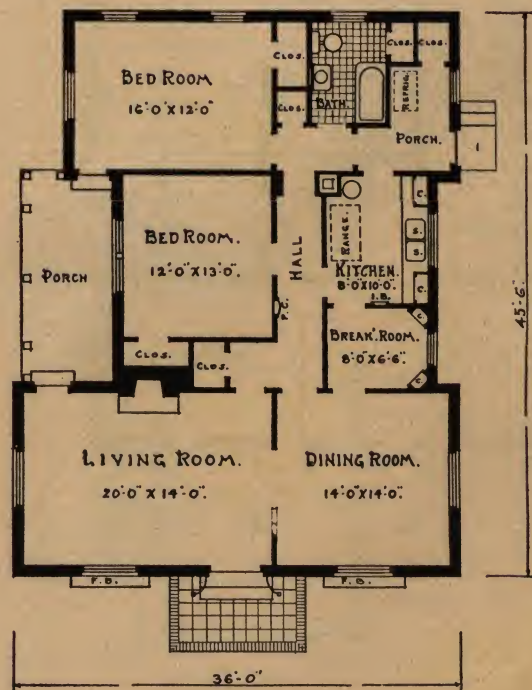 CLOS.
CLOS.
CLOS.
BED ROOM
16'-0" X 12'-0"
REFRIG.
CLOS.
BATH.
PORCH.
1
C.
BED ROOM.
12'-0" X 13'-0"
HALL
RANGE.
S.
S.
PORCH
KITCHEN.
8'-0" X 10'-0"
I.B.
C.
P.C.
C.
BREAK. ROOM.
8'-0" X 6'-6"
CLOS.
CLOS.
C.
LIVING ROOM.
20'-0" X 14'-0"
DINING ROOM.
14'-0" X 14'-0"
F.B.
F.B.
45'-6"
36'-0"